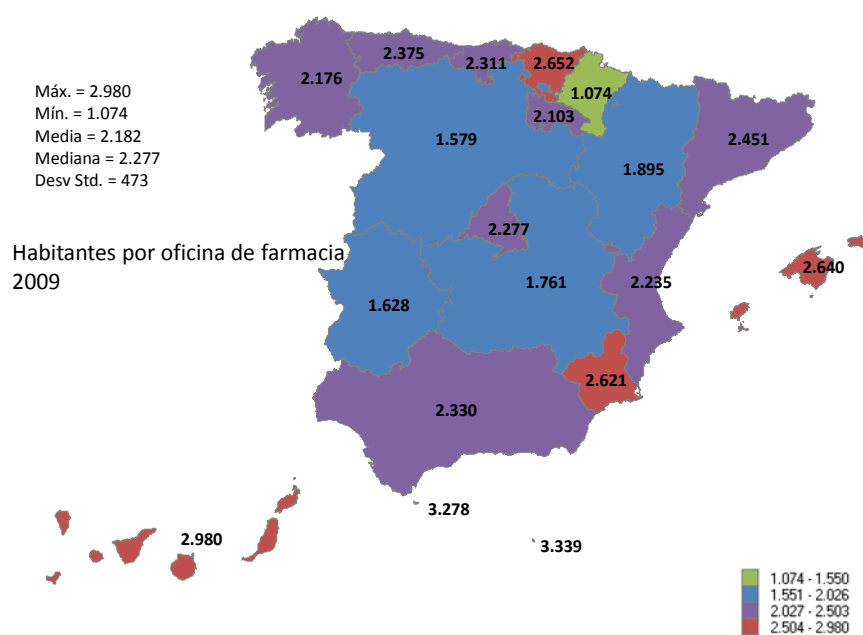 2.375
2.311
2.652
2.176
1.074
Máx. = 2.980
Mín. = 1.074
Media = 2.182
Mediana = 2.277
Desv Std. = 473
2.103
1.579
2.451
1.895
2.277
Habitantes por oficina de farmacia
2009
2.640
2.235
1.761
1.628
2.621
2.330
3.278
2.980
3.339
1.074 - 1.550
1.551 - 2.026
2.027 - 2.503
2.504 - 2.980